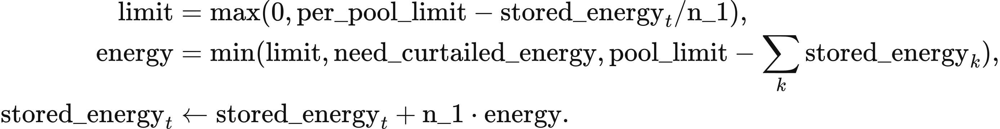 limit = max(0, per_pool_limit − stored_energy_t/n_1),
energy = min(limit, need_curtailed_energy, pool_limit − ∑_k stored_energy_k),
stored_energy_t ← stored_energy_t + n_1 · energy.